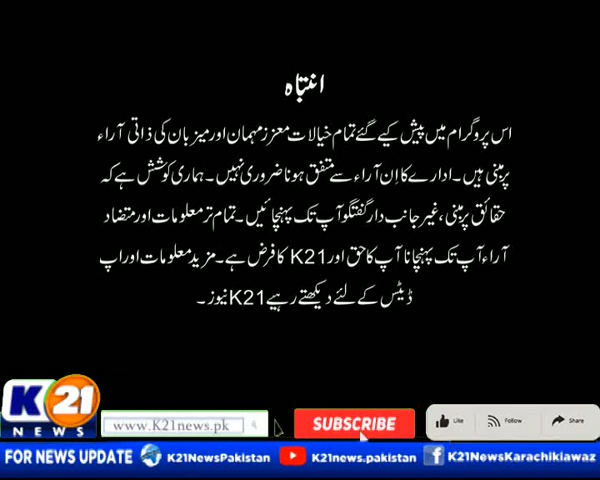 انتباہ
اس پروگرام میں پیش کیے گئے تمام خیالات معزز مہمان اور میزبان کی ذاتی آراء
پر مبنی ہیں۔ ادارے کا اِن آراء سے متفق ہونا ضروری نہیں۔ ہماری کوشش ہے کہ
حقائق پر مبنی، غیر جانب دار گفتگو آپ تک پہنچائیں۔ تمام تر معلومات اور متضاد
آراء آپ تک پہنچانا آپ کا حق اور K21 کا فرض ہے۔ مزید معلومات اور اپ
ڈیٹس کے لئے دیکھتے رہیے K21 نیوز۔
K21
NEWS
www.K21news.pk
SUBSCRIBE
Like
Follow
Share
FOR NEWS UPDATE K21NewsPakistan K21news.pakistan K21NewsKarachikiawaz